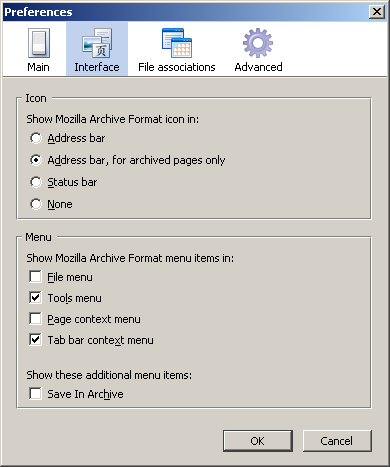 Preferences
Main Interface File associations Advanced
Icon
Show Mozilla Archive Format icon in:
Address bar
Address bar, for archived pages only
Status bar
None
Menu
Show Mozilla Archive Format menu items in:
File menu
Tools menu
Page context menu
Tab bar context menu
Show these additional menu items:
Save In Archive
OK Cancel